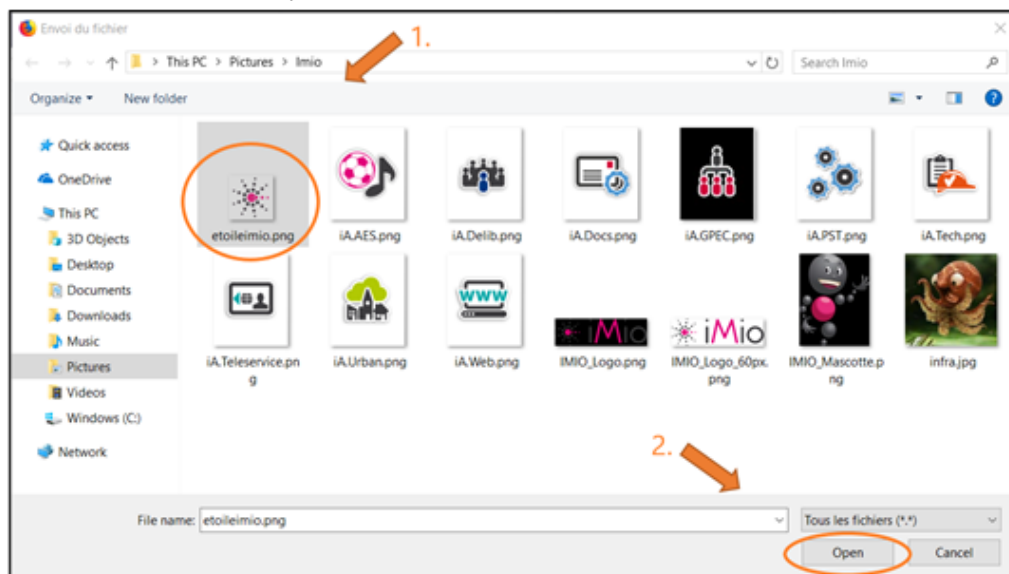 Envoi du fichier
1.
This PC > Pictures > Imio
Search Imio
Organize
New folder
Quick access
OneDrive
This PC
3D Objects
Desktop
Documents
Downloads
Music
Pictures
Videos
Windows (C:)
Network
etoileimio.png
iA.AES.png
iA.Delib.png
iA.Docs.png
iA.GPEC.png
iA.PST.png
iA.Tech.png
www
iMio
iMio
iA.Teleservice.pn
g
iA.Urban.png
iA.Web.png
IMIO_Logo.png
IMIO_Logo_60px.
png
IMIO_Mascotte.p
ng
infra.jpg
2.
File name:
etoileimio.png
Tous les fichiers (*.*)
Open
Cancel